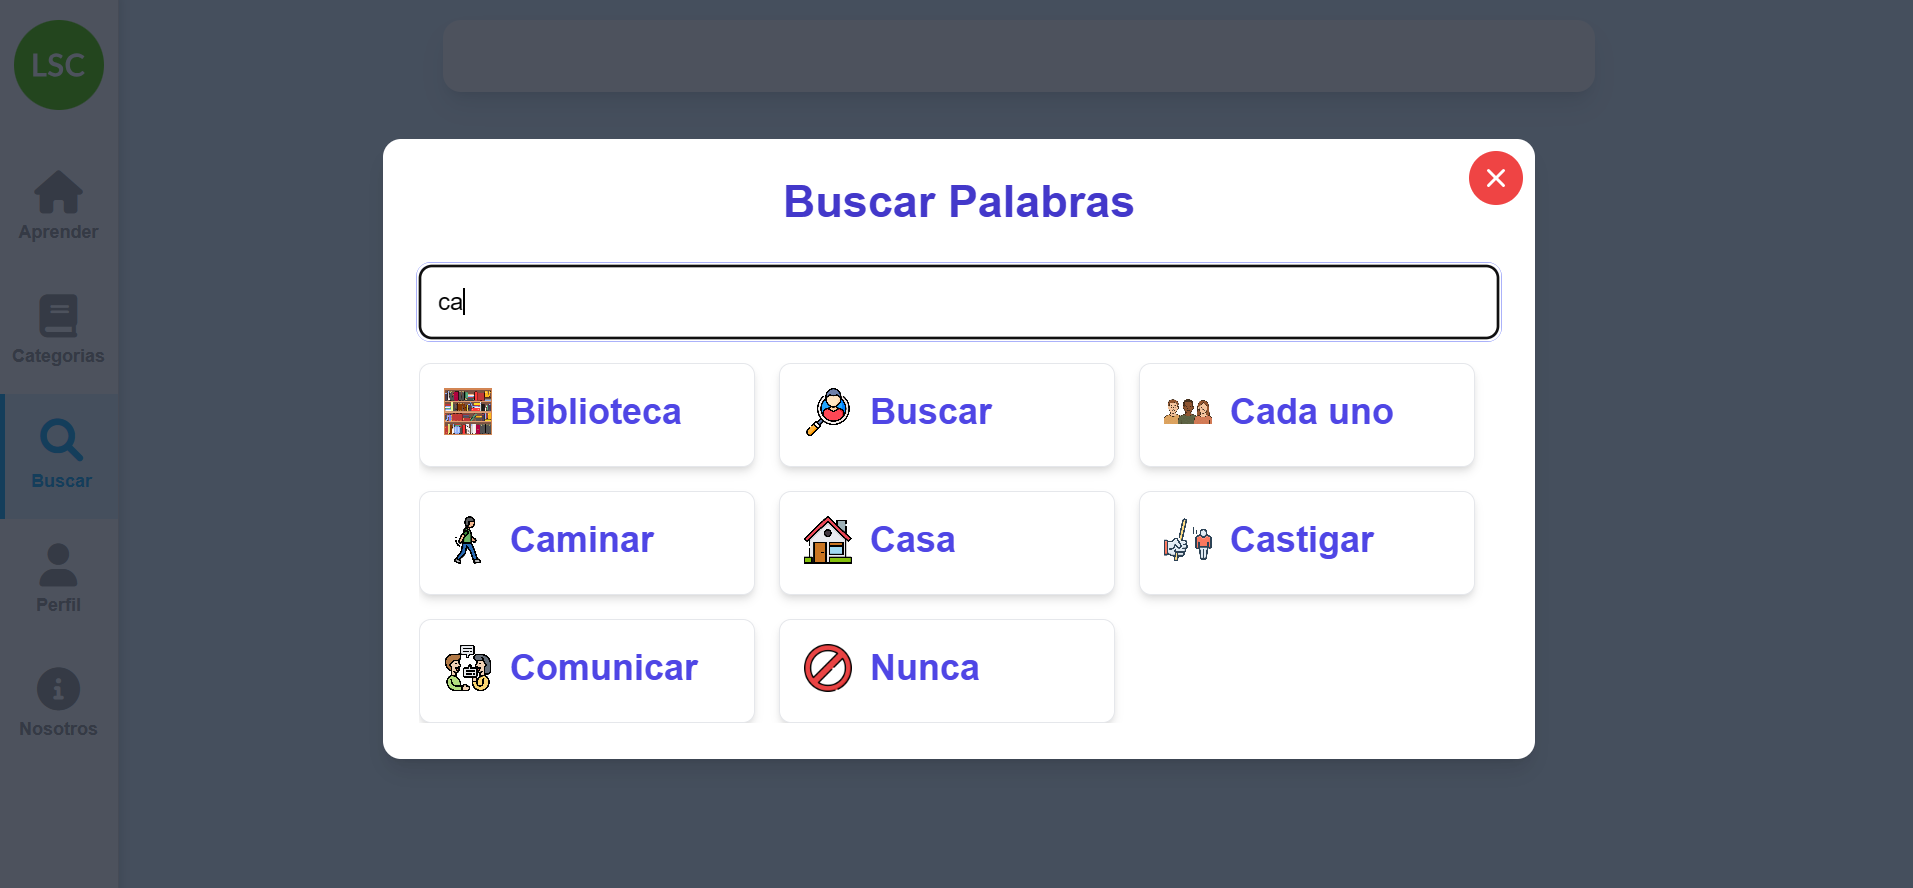 LSC
Aprender
Categorias
Buscar
Perfil
Nosotros
Buscar Palabras
ca
Biblioteca
Buscar
Cada uno
Caminar
Casa
Castigar
Comunicar
Nunca